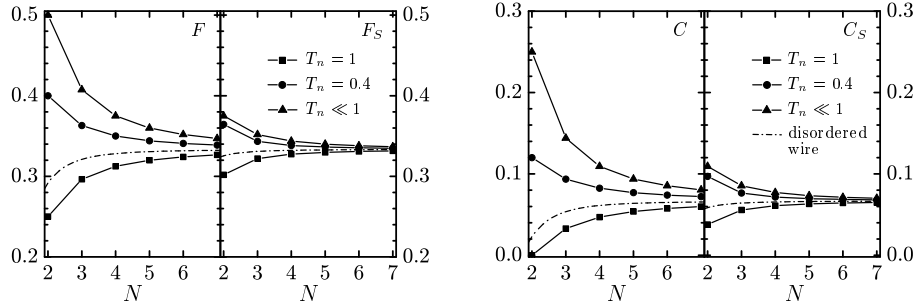 0.5 F F_S 0.5
T_n = 1
T_n = 0.4
0.4 T_n ≪ 1 0.4
0.3 0.3
0.2 0.2
2 3 4 5 6 2 3 4 5 6 7
N N
0.3 C C_S 0.3
T_n = 1
T_n = 0.4
0.2 T_n ≪ 1 0.2
disordered
wire
0.1 0.1
0.0 0.0
2 3 4 5 6 2 3 4 5 6 7
N N